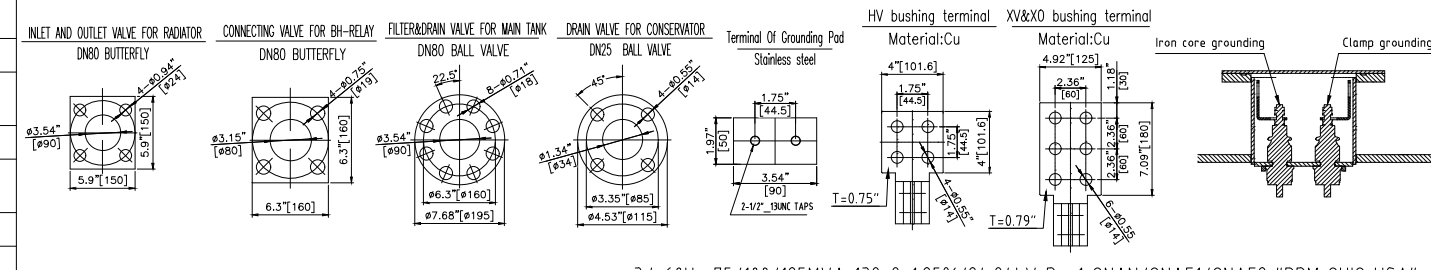 INLET AND OUTLET VALVE FOR RADIATOR
DN80 BUTTERFLY
4-ø0.94"
[ø24]
ø3.54"
[ø90]
5.9"[150]
5.9"[150]
CONNECTING VALVE FOR BH-RELAY
DN80 BUTTERFLY
4-ø0.75"
[ø19]
ø3.15"
[ø80]
6.3"[160]
6.3"[160]
FILTER&DRAIN VALVE FOR MAIN TANK
DN80 BALL VALVE
22.5°
8-ø0.71"
[ø18]
ø3.54"
[ø90]
ø6.3"[ø160]
ø7.68"[ø195]
DRAIN VALVE FOR CONSERVATOR
DN25 BALL VALVE
45°
4-ø0.55"
[ø14]
ø1.34"
[ø34]
ø3.35"[ø85]
ø4.53"[ø115]
Terminal Of Grounding Pad
Stainless steel
1.75"
[44.5]
1.97"
[50]
3.54"
[90]
2-1/2"_13UNC TAPS
HV bushing terminal
Material:Cu
4"[101.6]
1.75"
[44.5]
1.75"
[44.5]
4"[101.6]
4-ø0.55"
[ø14]
T=0.75"
XV&XO bushing terminal
Material:Cu
4.92"[125]
2.36"
[60]
1.18"
[30]
2.36"
[60]
2.36"
[60]
7.09"[180]
6-ø0.55
[ø14]
T=0.79"
Iron core grounding
Clamp grounding